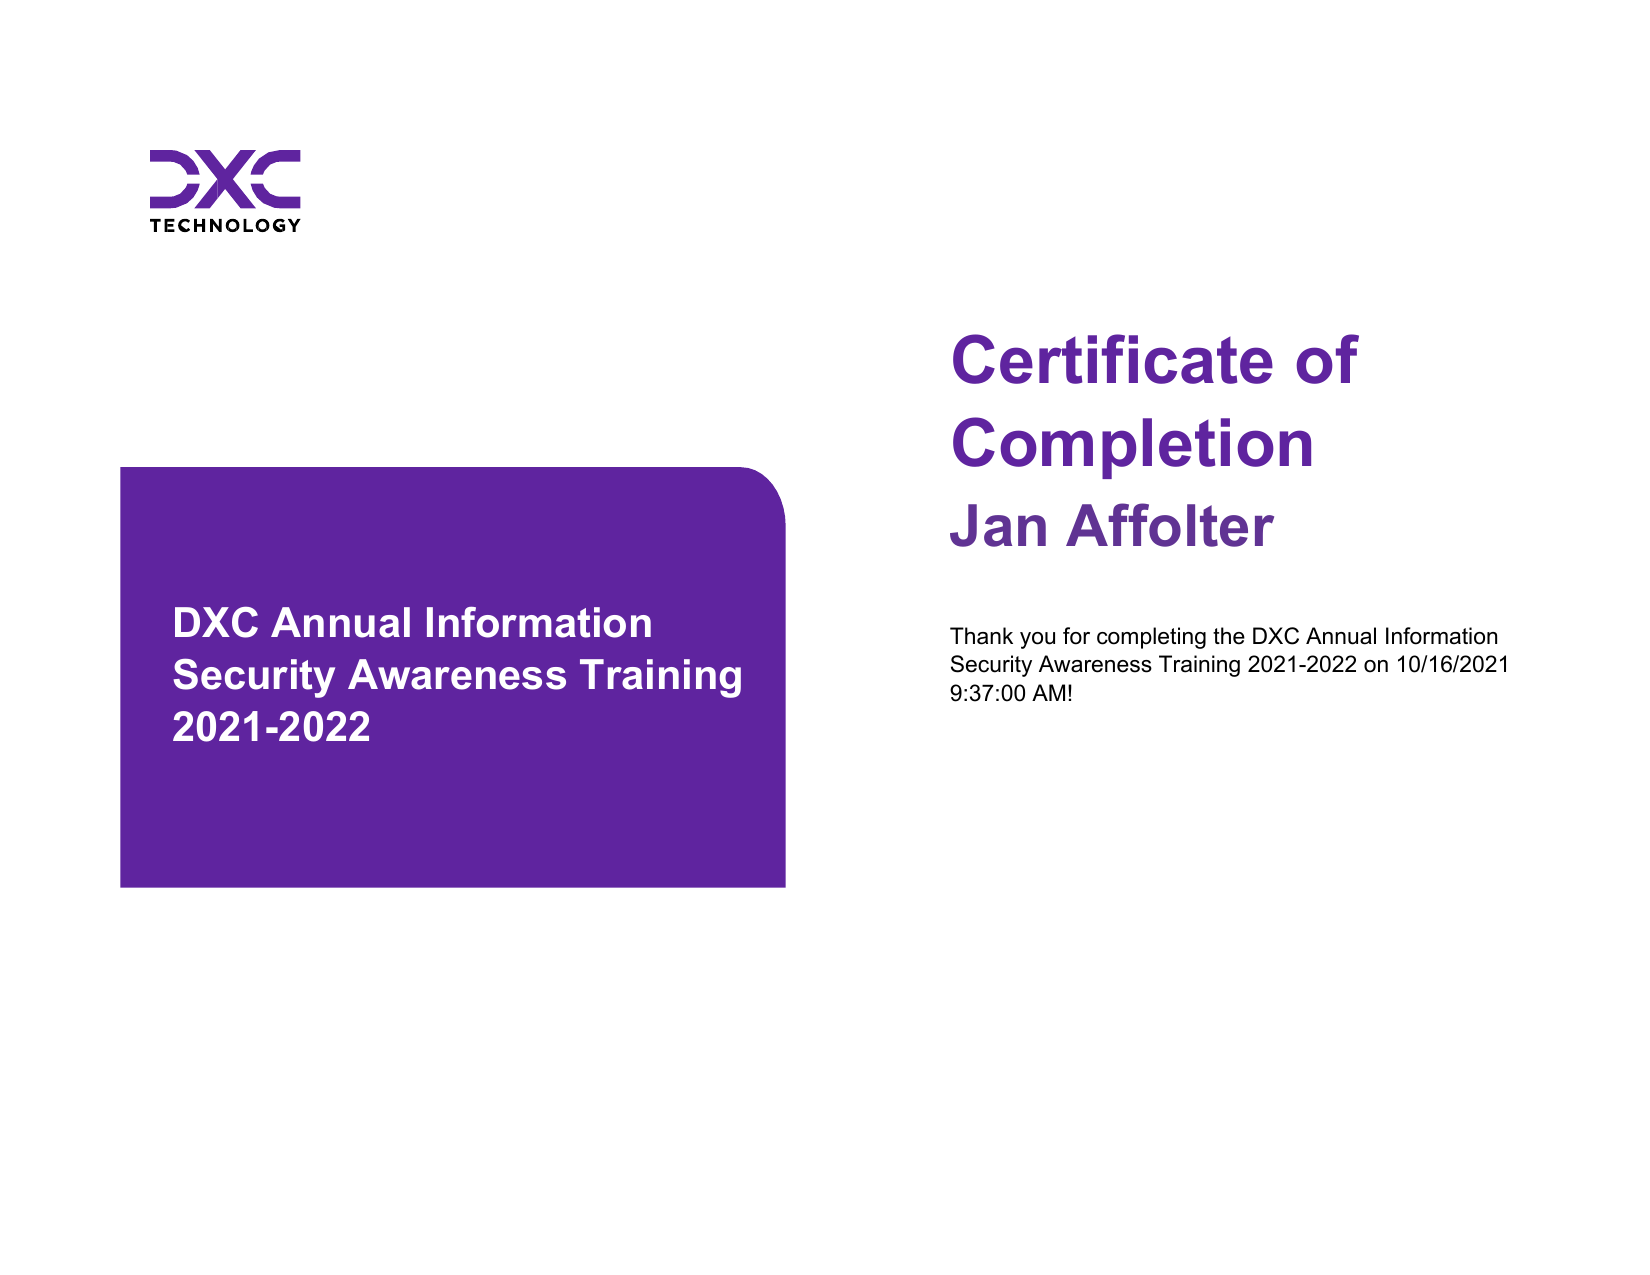 DXC
TECHNOLOGY
Certificate of
Completion
Jan Affolter
DXC Annual Information
Security Awareness Training
2021-2022
Thank you for completing the DXC Annual Information
Security Awareness Training 2021-2022 on 10/16/2021
9:37:00 AM!